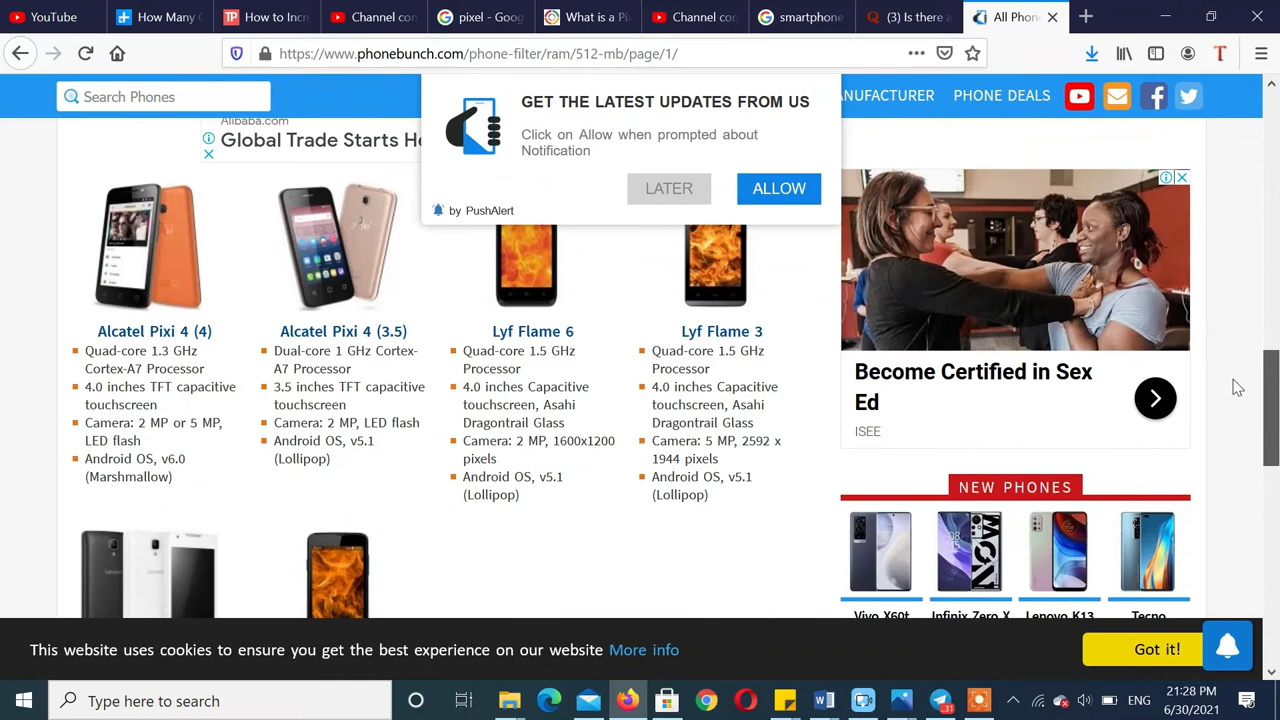 YouTube
How Many
How to Incr
Channel con
pixel - Goog
What is a Pi
Channel con
smartphone
(3) Is there a
All Phon
https://www.phonebunch.com/phone-filter/ram/512-mb/page/1/
Search Phones
GET THE LATEST UPDATES FROM US
Click on Allow when prompted about
Notification
LATER
ALLOW
by PushAlert
ANUFACTURER
PHONE DEALS
Alibaba.com
Global Trade Starts He
Alcatel Pixi 4 (4)
Quad-core 1.3 GHz
Cortex-A7 Processor
4.0 inches TFT capacitive
touchscreen
Camera: 2 MP or 5 MP,
LED flash
Android OS, v6.0
(Marshmallow)
Alcatel Pixi 4 (3.5)
Dual-core 1 GHz Cortex-
A7 Processor
3.5 inches TFT capacitive
touchscreen
Camera: 2 MP, LED flash
Android OS, v5.1
(Lollipop)
Lyf Flame 6
Quad-core 1.5 GHz
Processor
4.0 inches Capacitive
touchscreen, Asahi
Dragontrail Glass
Camera: 2 MP, 1600x1200
pixels
Android OS, v5.1
(Lollipop)
Lyf Flame 3
Quad-core 1.5 GHz
Processor
4.0 inches Capacitive
touchscreen, Asahi
Dragontrail Glass
Camera: 5 MP, 2592 x
1944 pixels
Android OS, v5.1
(Lollipop)
Become Certified in Sex
Ed
ISEE
NEW PHONES
Vivo X60t
Infinix Zero X
Lenovo K13
Tecno
This website uses cookies to ensure you get the best experience on our website More info
Got it!
Type here to search
ENG
21:28 PM
6/30/2021